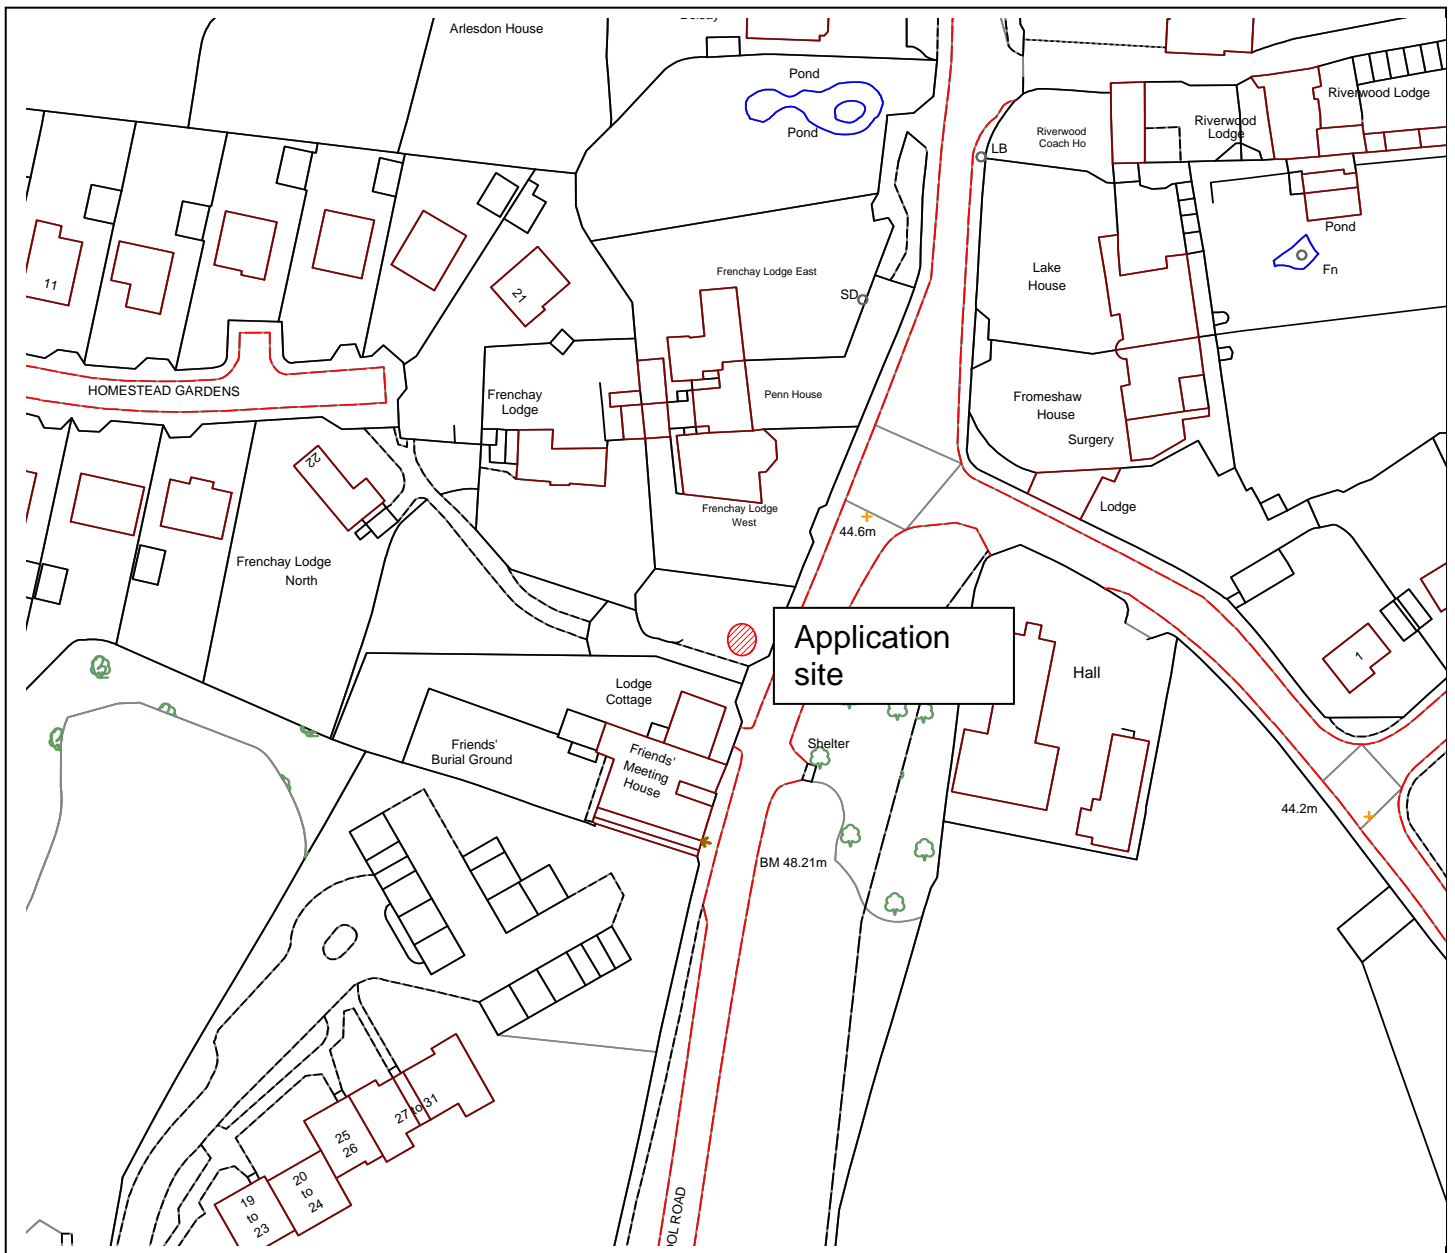 Arlesdon House
Pond
Pond
Riverwood Lodge
Riverwood
Lodge
Riverwood
Coach Ho
LB
Pond
Fn
Lake
House
Frenchay Lodge East
SD
11
21
HOMESTEAD GARDENS
Frenchay
Lodge
Penn House
Fromeshaw
House
Surgery
22
Frenchay Lodge
West
44.6m
Lodge
Frenchay Lodge
North
Application
site
Hall
1
Lodge
Cottage
Friends'
Burial Ground
Friends'
Meeting
House
Shelter
44.2m
BM 48.21m
27 to 31
25
26
20
to
24
19
to
23
OOL ROAD